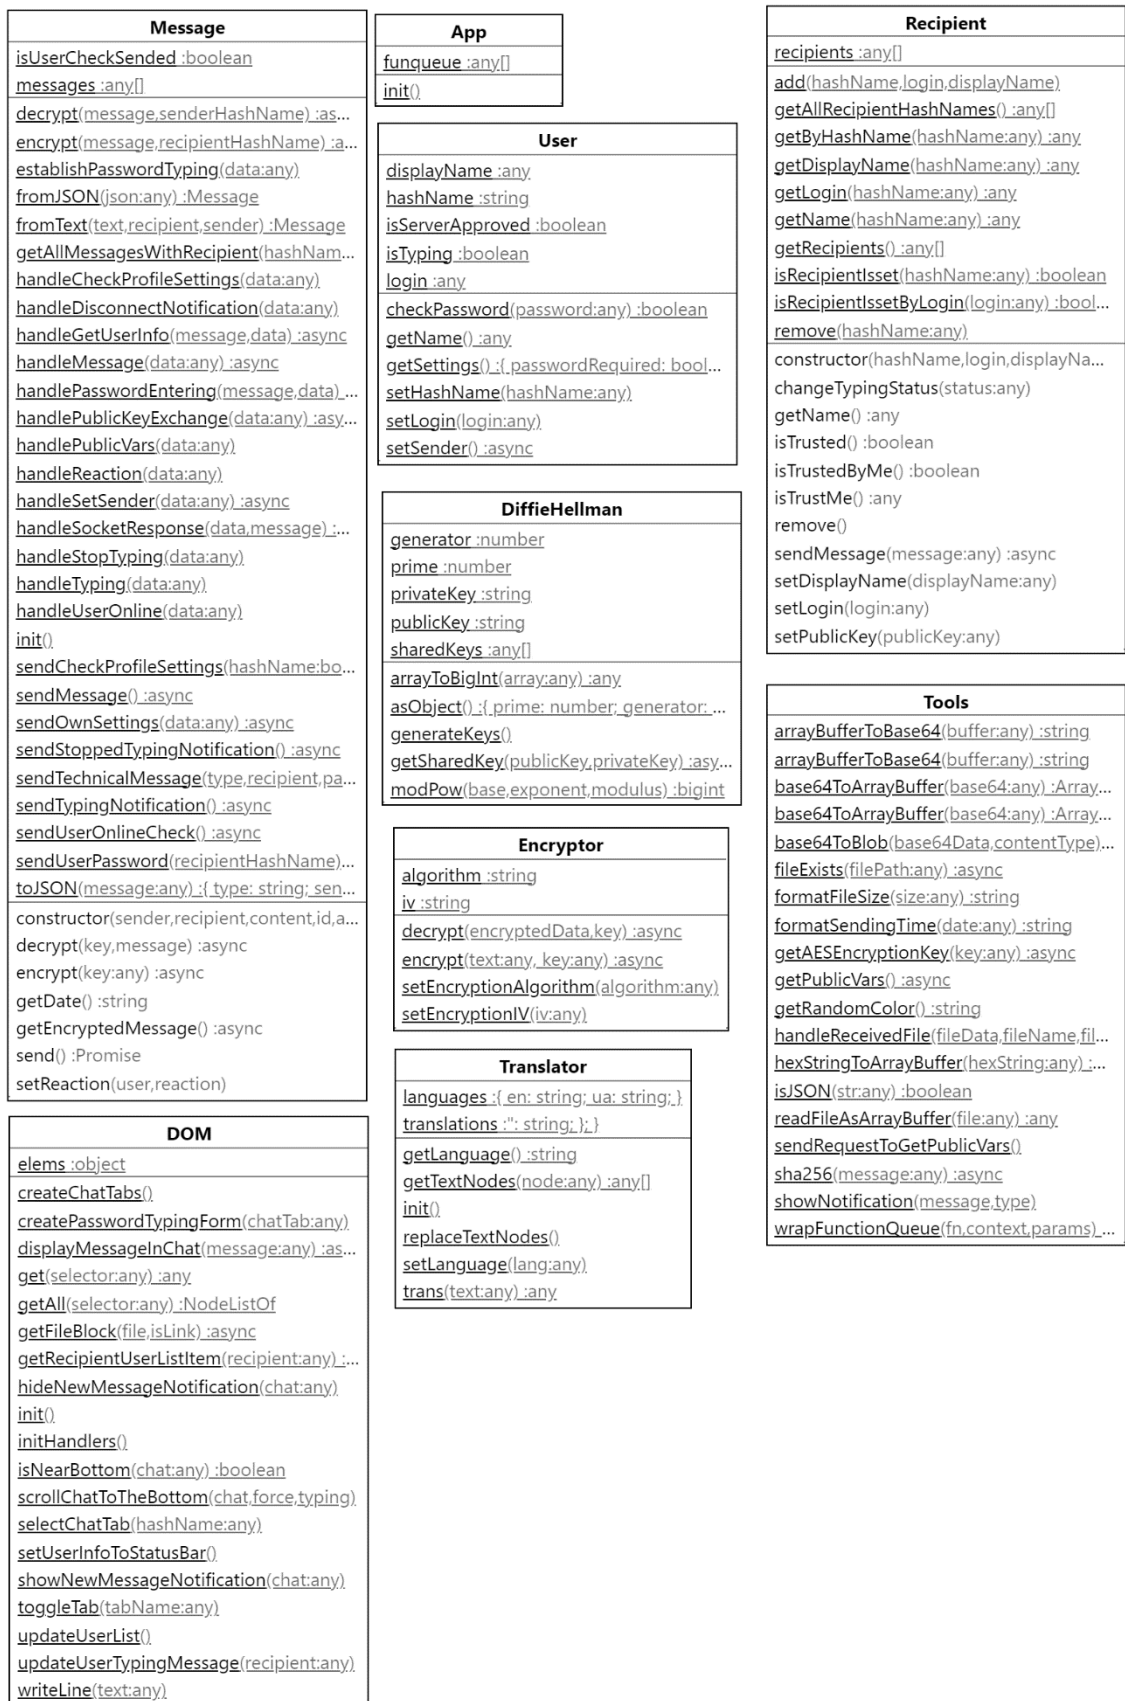 Message
isUserCheckSended :boolean
messages :any[]
decrypt(message,senderHashName) :as...
encrypt(message,recipientHashName) :a...
establishPasswordTyping(data:any)
fromJSON(json:any) :Message
fromText(text,recipient,sender) :Message
getAllMessagesWithRecipient(hashNam...
handleCheckProfileSettings(data:any)
handleDisconnectNotification(data:any)
handleGetUserInfo(message,data) :async
handleMessage(data:any) :async
handlePasswordEntering(message,data) ...
handlePublicKeyExchange(data:any) :asy...
handlePublicVars(data:any)
handleReaction(data:any)
handleSetSender(data:any) :async
handleSocketResponse(data,message) :...
handleStopTyping(data:any)
handleTyping(data:any)
handleUserOnline(data:any)
init()
sendCheckProfileSettings(hashName:bo...
sendMessage() :async
sendOwnSettings(data:any) :async
sendStoppedTypingNotification() :async
sendTechnicalMessage(type,recipient,pa...
sendTypingNotification() :async
sendUserOnlineCheck() :async
sendUserPassword(recipientHashName)...
toJSON(message:any) :{ type: string; sen...
constructor(sender,recipient,content,id,a...
decrypt(key,message) :async
encrypt(key:any) :async
getDate() :string
getEncryptedMessage() :async
send() :Promise
setReaction(user,reaction)
DOM
elems :object
createChatTabs()
createPasswordTypingForm(chatTab:any)
displayMessageInChat(message:any) :as...
get(selector:any) :any
getAll(selector:any) :NodeListOf
getFileBlock(file,isLink) :async
getRecipientUserListItem(recipient:any) :...
hideNewMessageNotification(chat:any)
init()
initHandlers()
isNearBottom(chat:any) :boolean
scrollChatToTheBottom(chat,force,typing)
selectChatTab(hashName:any)
setUserInfoToStatusBar()
showNewMessageNotification(chat:any)
toggleTab(tabName:any)
updateUserList()
updateUserTypingMessage(recipient:any)
writeLine(text:any)
App
funqueue :any[]
init()
User
displayName :any
hashName :string
isServerApproved :boolean
isTyping :boolean
login :any
checkPassword(password:any) :boolean
getName() :any
getSettings() :{ passwordRequired: bool...
setHashName(hashName:any)
setLogin(login:any)
setSender() :async
DiffieHellman
generator :number
prime :number
privateKey :string
publicKey :string
sharedKeys :any[]
arrayToBigInt(array:any) :any
asObject() :{ prime: number; generator: ...
generateKeys()
getSharedKey(publicKey,privateKey) :asy...
modPow(base,exponent,modulus) :bigint
Encryptor
algorithm :string
iv :string
decrypt(encryptedData,key) :async
encrypt(text:any, key:any) :async
setEncryptionAlgorithm(algorithm:any)
setEncryptionIV(iv:any)
Translator
languages :{ en: string; ua: string; }
translations :": string; }; }
getLanguage() :string
getTextNodes(node:any) :any[]
init()
replaceTextNodes()
setLanguage(lang:any)
trans(text:any) :any
Recipient
recipients :any[]
add(hashName,login,displayName)
getAllRecipientHashNames() :any[]
getByHashName(hashName:any) :any
getDisplayName(hashName:any) :any
getLogin(hashName:any) :any
getName(hashName:any) :any
getRecipients() :any[]
isRecipientIsset(hashName:any) :boolean
isRecipientIssetByLogin(login:any) :bool...
remove(hashName:any)
constructor(hashName,login,displayNa...
changeTypingStatus(status:any)
getName() :any
isTrusted() :boolean
isTrustedByMe() :boolean
isTrustMe() :any
remove()
sendMessage(message:any) :async
setDisplayName(displayName:any)
setLogin(login:any)
setPublicKey(publicKey:any)
Tools
arrayBufferToBase64(buffer:any) :string
arrayBufferToBase64(buffer:any) :string
base64ToArrayBuffer(base64:any) :Array...
base64ToArrayBuffer(base64:any) :Array...
base64ToBlob(base64Data,contentType)...
fileExists(filePath:any) :async
formatFileSize(size:any) :string
formatSendingTime(date:any) :string
getAESEncryptionKey(key:any) :async
getPublicVars() :async
getRandomColor() :string
handleReceivedFile(fileData,fileName,fil...
hexStringToArrayBuffer(hexString:any) :...
isJSON(str:any) :boolean
readFileAsArrayBuffer(file:any) :any
sendRequestToGetPublicVars()
sha256(message:any) :async
showNotification(message,type)
wrapFunctionQueue(fn,context,params) ...